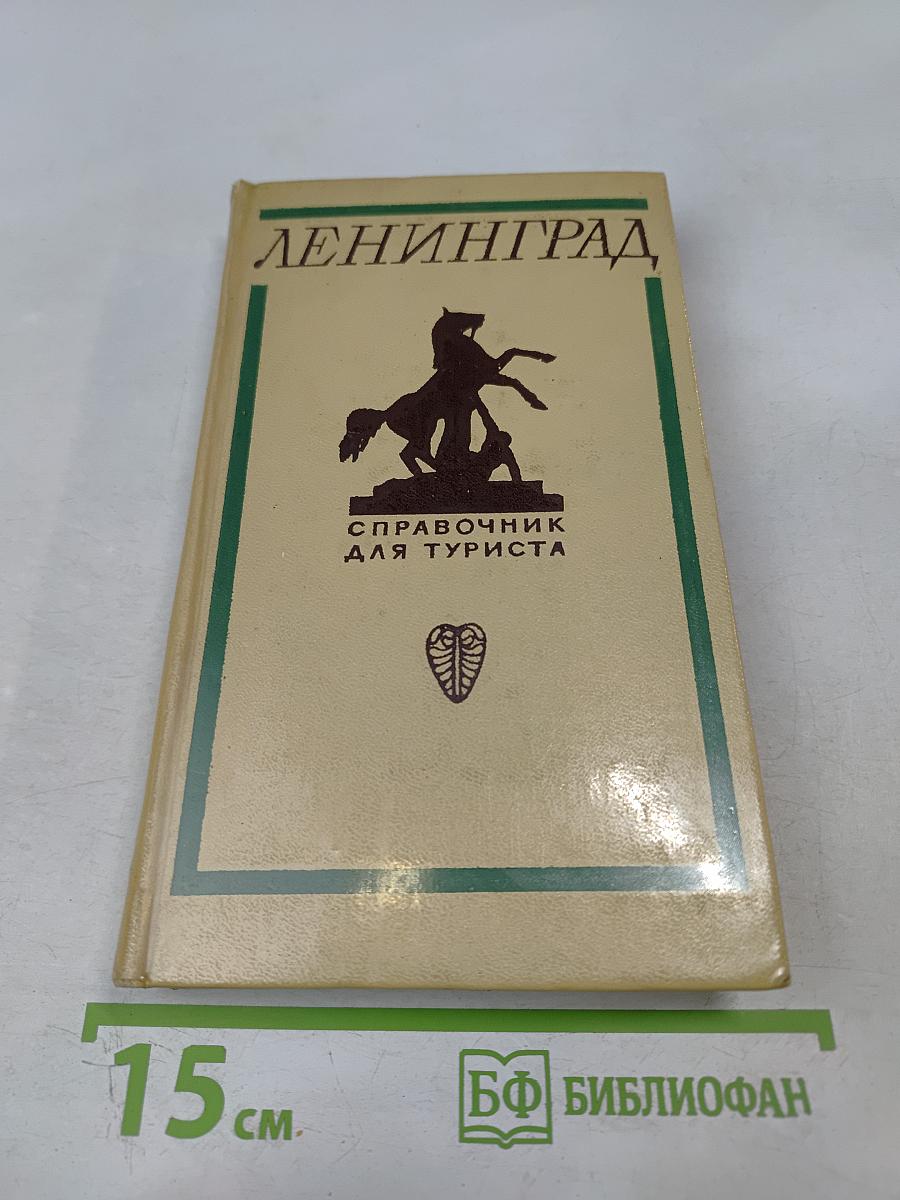 ЛЕНИНГРАД
СПРАВОЧНИК
ДЛЯ ТУРИСТА
15 см
БФ БИБЛИОФАН